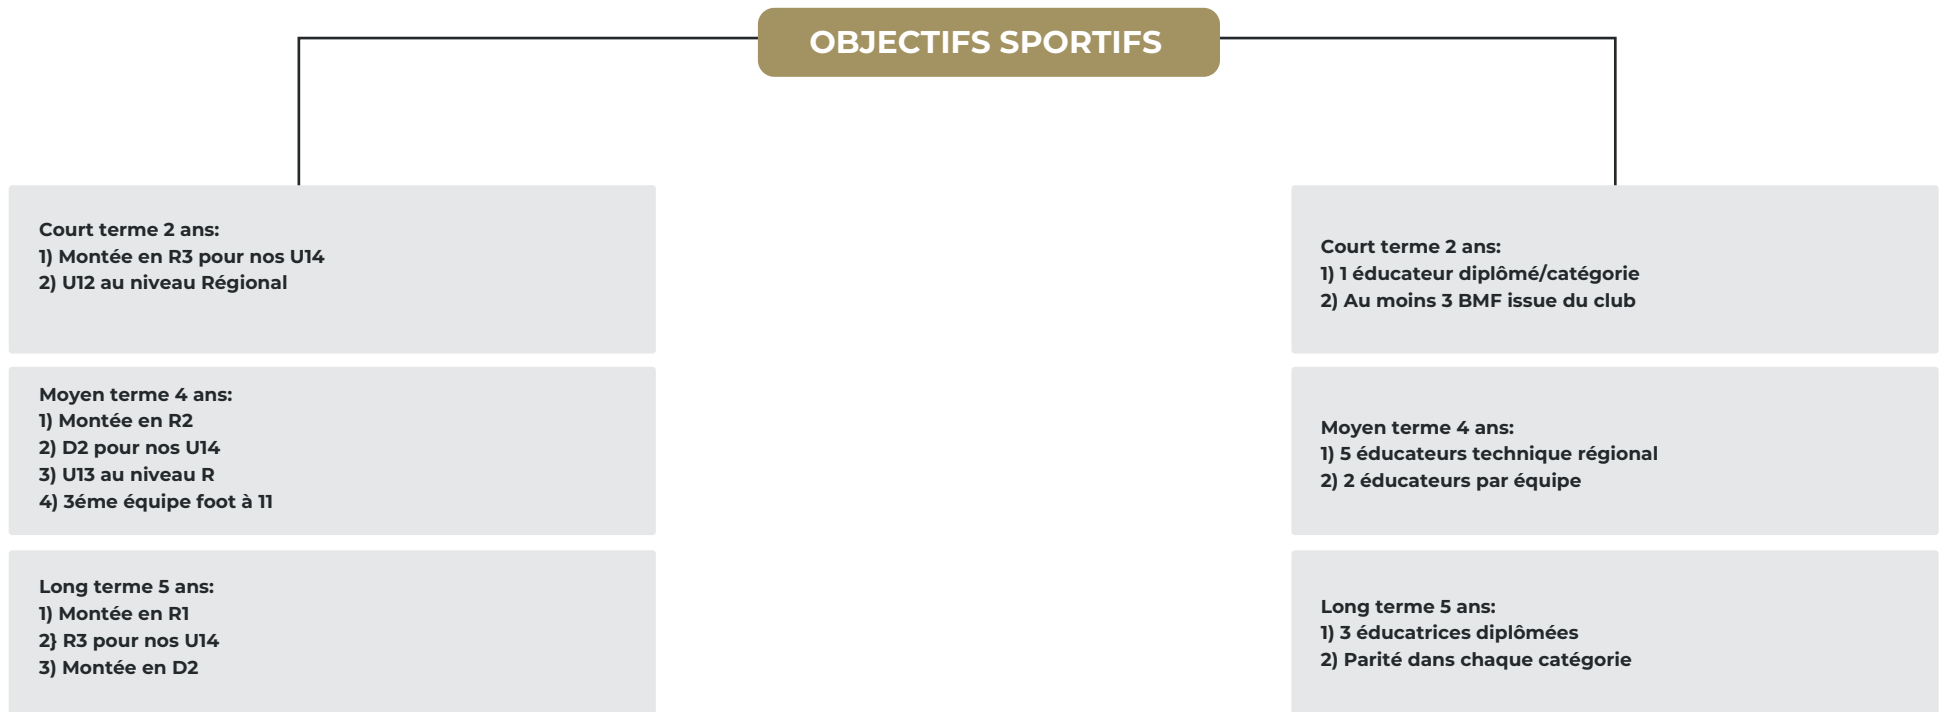 OBJECTIFS SPORTIFS
Court terme 2 ans:
1) Montée en R3 pour nos U14
2) U12 au niveau Régional
Moyen terme 4 ans:
1) Montée en R2
2) D2 pour nos U14
3) U13 au niveau R
4) 3éme équipe foot à 11
Long terme 5 ans:
1) Montée en R1
2} R3 pour nos U14
3) Montée en D2
Court terme 2 ans:
1) 1 éducateur diplômé/catégorie
2) Au moins 3 BMF issue du club
Moyen terme 4 ans:
1) 5 éducateurs technique régional
2) 2 éducateurs par équipe
Long terme 5 ans:
1) 3 éducatrices diplômées
2) Parité dans chaque catégorie